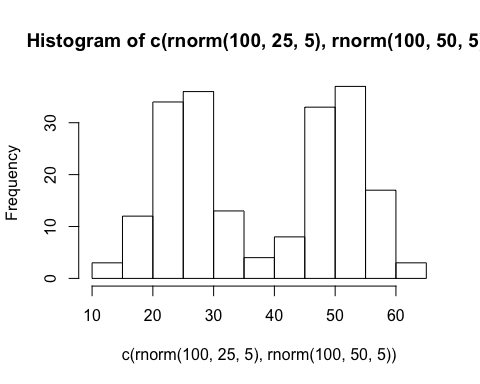 Histogram of c(rnorm(100, 25, 5), rnorm(100, 50, 5
Frequency
30
20
10
0
10 20 30 40 50 60
c(rnorm(100, 25, 5), rnorm(100, 50, 5))